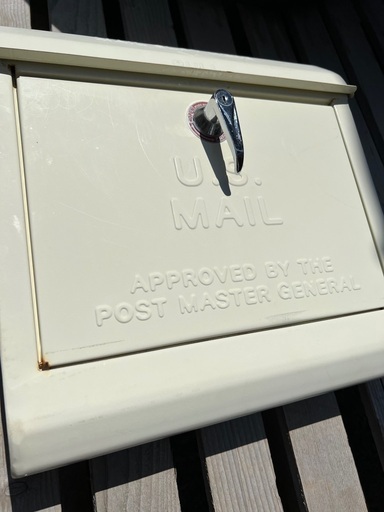 U.S.
MAIL
APPROVED BY THE
POST MASTER GENERAL